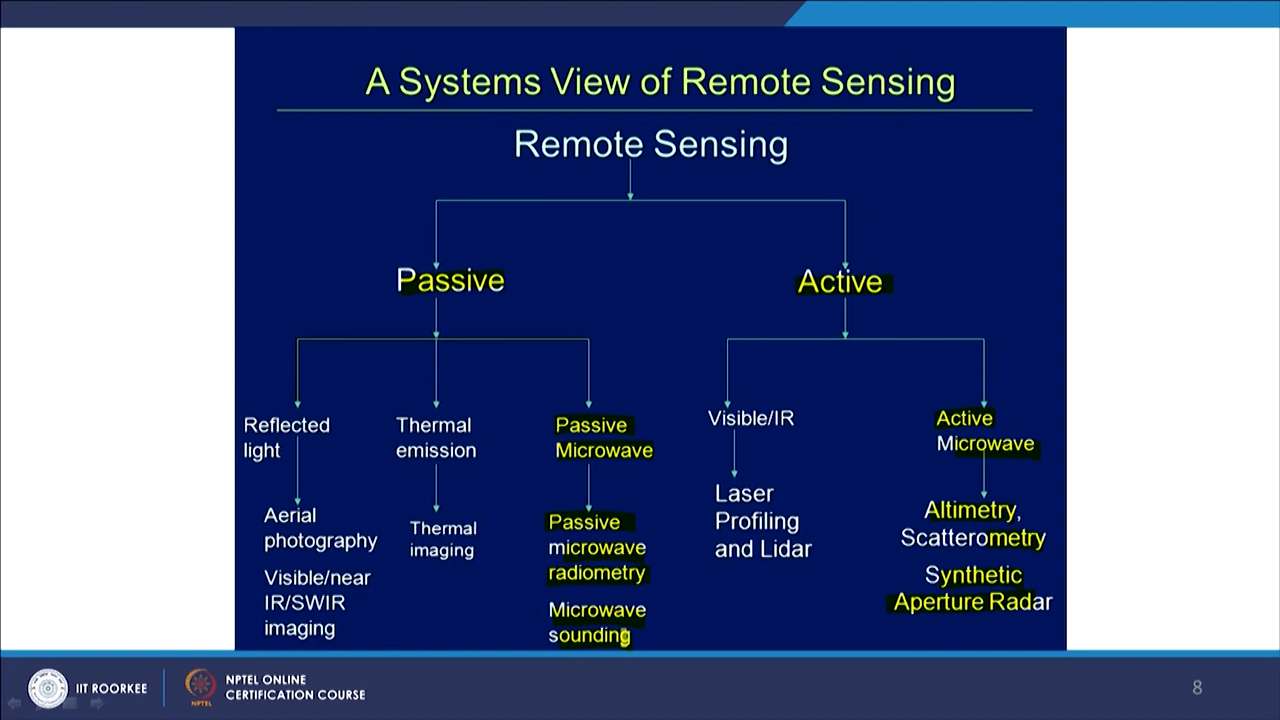 A Systems View of Remote Sensing
Remote Sensing
Passive
Active
Reflected
light
Thermal
emission
Passive
Microwave
Visible/IR
Active
Microwave
Aerial
photography
Visible/near
IR/SWIR
imaging
Thermal
imaging
Passive
microwave
radiometry
Microwave
sounding
Laser
Profiling
and Lidar
Altimetry,
Scatterometry
Synthetic
Aperture Radar
IIT ROORKEE
NPTEL
NPTEL ONLINE
CERTIFICATION COURSE
8